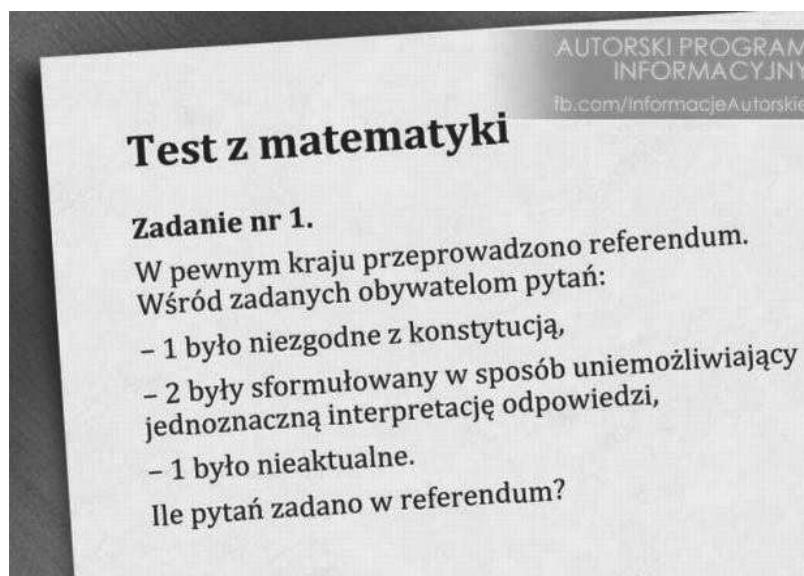 AUTORSKI PROGRAM
INFORMACYJNY
fb.com/InformacjeAutorskie
Test z matematyki
Zadanie nr 1.
W pewnym kraju przeprowadzono referendum.
Wśród zadanych obywatelom pytań:
– 1 było niezgodne z konstytucją,
– 2 były sformułowany w sposób uniemożliwiający
jednoznaczną interpretację odpowiedzi,
– 1 było nieaktualne.
Ile pytań zadano w referendum?